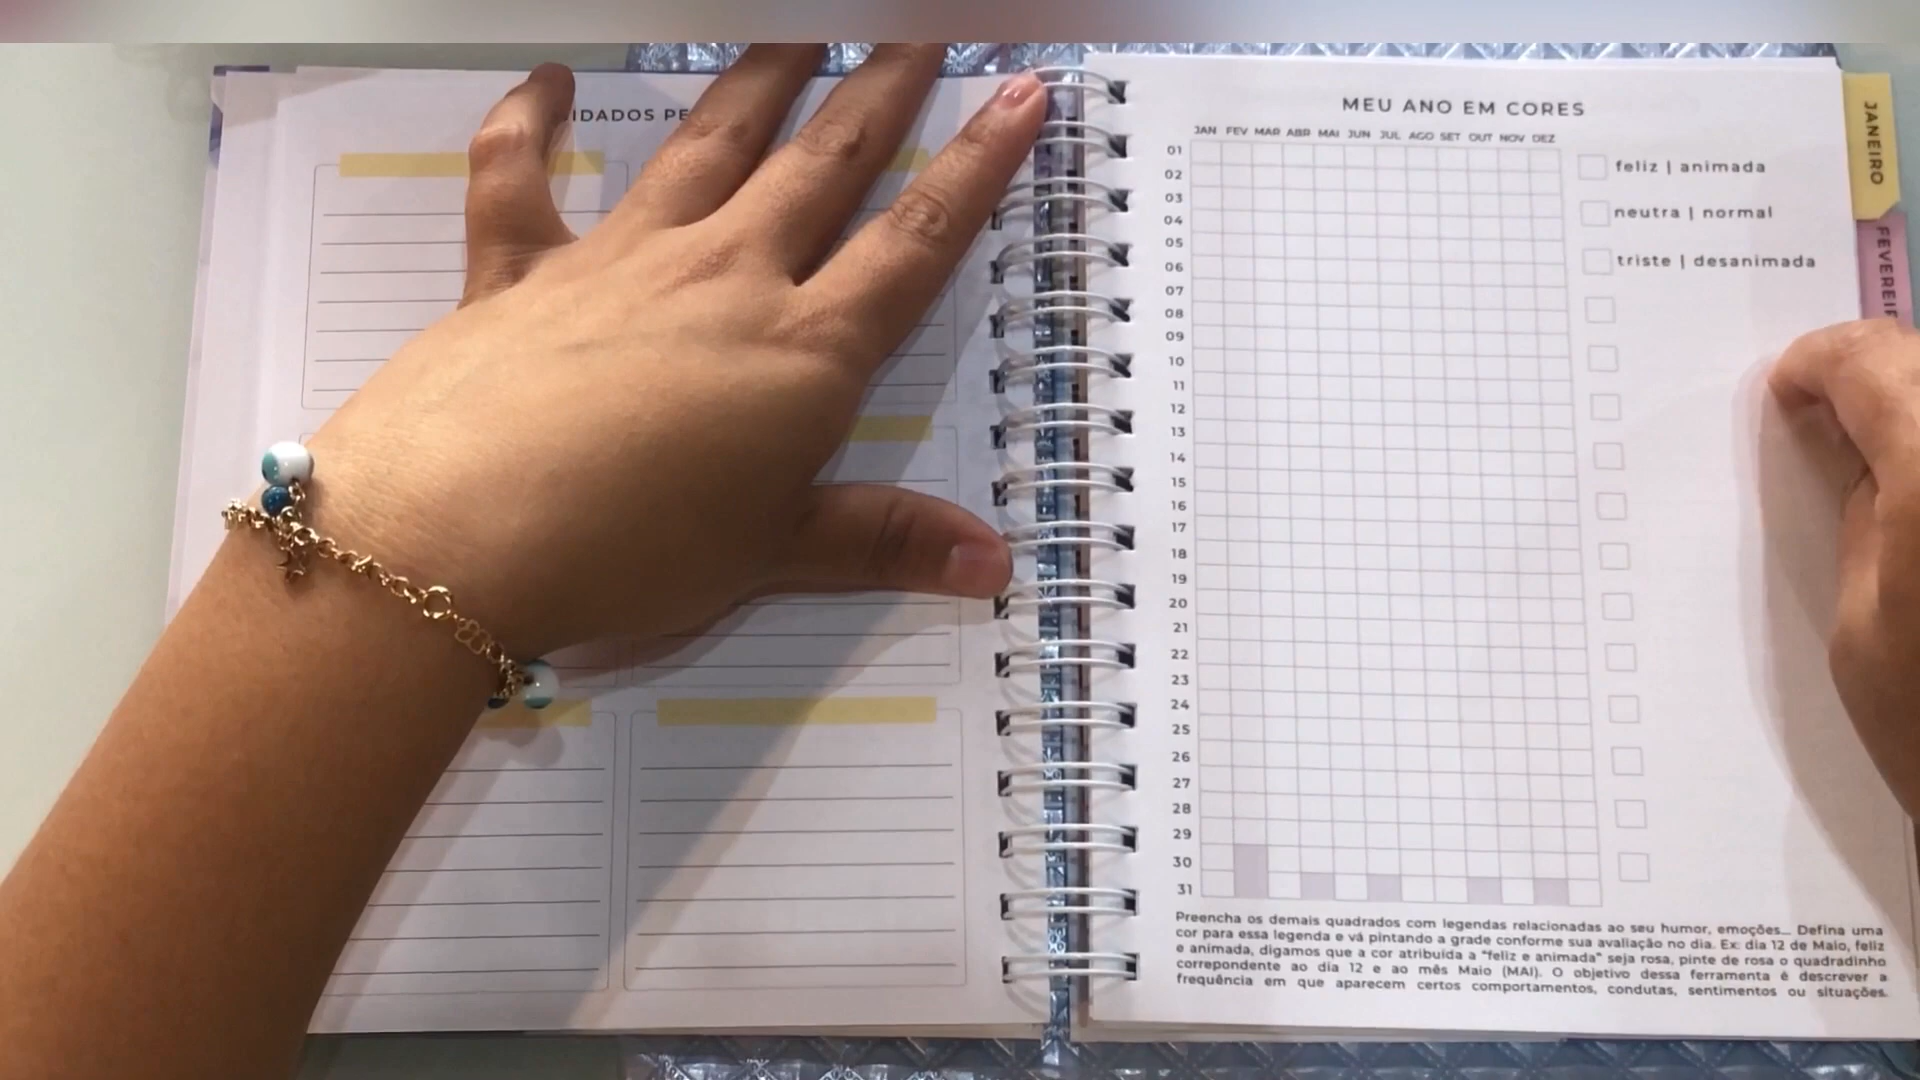 MEU ANO EM CORES
JAN FEV MAR ABR MAI JUN JUL AGO SET OUT NOV DEZ
01
02
03
04
05
06
07
08
09
10
11
12
13
14
15
16
17
18
19
20
21
22
23
24
25
26
27
28
29
30
31
feliz | animada
neutra | normal
triste | desanimada
Preencha os demais quadrados com legendas relacionadas ao seu humor, emoções... Defina uma
cor para essa legenda e vá pintando a grade conforme sua avaliação no dia. Ex: dia 12 de Maio, feliz
e animada, digamos que a cor atribuída a "feliz e animada" seja rosa, pinte de rosa o quadradinho
correpondente ao dia 12 e ao mês Maio (MAI). O objetivo dessa ferramenta é descrever a
frequência em que aparecem certos comportamentos, condutas, sentimentos ou situações.
JANEIRO